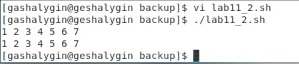 [gashalygin@geshalygin backup]$ vi lab11_2.sh
[gashalygin@geshalygin backup]$ ./lab11_2.sh
1 2 3 4 5 6 7
1 2 3 4 5 6 7
[gashalygin@geshalygin backup]$